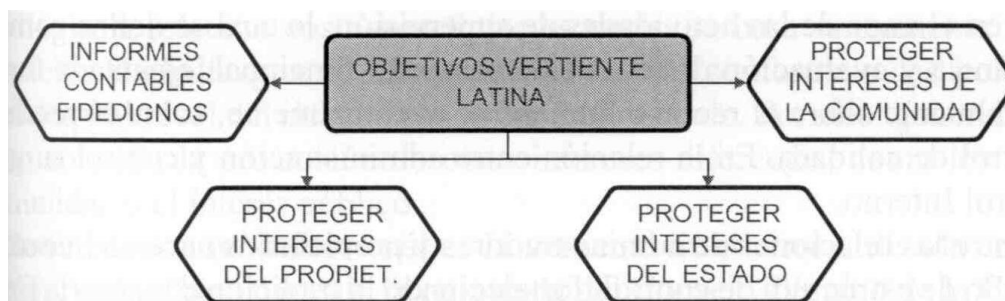 INFORMES
CONTABLES
FIDEDIGNOS
OBJETIVOS VERTIENTE
LATINA
PROTEGER
INTERESES DE
LA COMUNIDAD
PROTEGER
INTERESES
DEL PROPIET
PROTEGER
INTERESES
DEL ESTADO